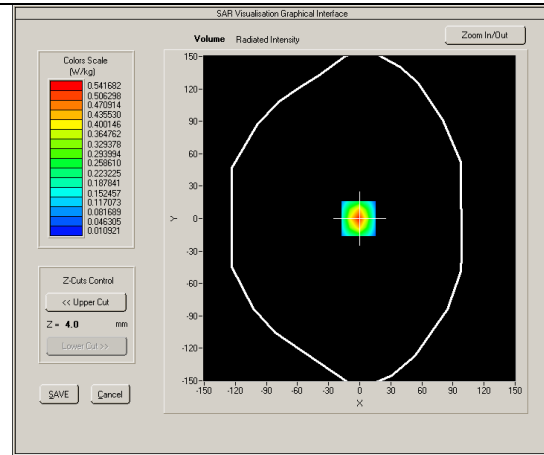 SAR Visualisation Graphical Interface
Volume Radiated Intensity
Zoom In/Out
Colors Scale
(W/kg)
0.541682
0.506298
0.470914
0.435530
0.400146
0.364762
0.329378
0.293994
0.258610
0.223225
0.187841
0.152457
0.117073
0.081689
0.046305
0.010921
Z-Cuts Control
<< Upper Cut
Z = 4.0 mm
Lower Cut >>
SAVE Cancel
150
120
90
60
30
0
-30
-60
-90
-120
-150
Y
-150 -120 -90 -60 -30 0 30 60 90 120 150
X